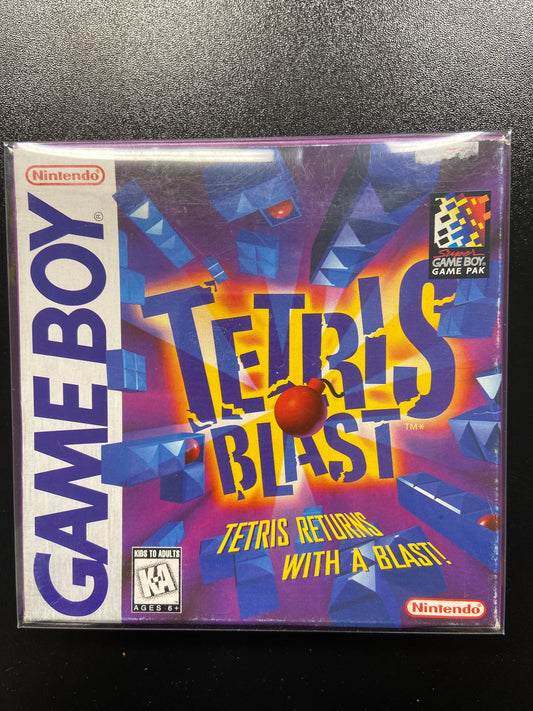 Nintendo®
GAME BOY®
Super
GAME BOY.
GAME PAK
TETRIS
BLAST
TM*
TETRIS RETURNS
WITH A BLAST!
KIDS TO ADULTS
KA
AGES 6+
Nintendo®